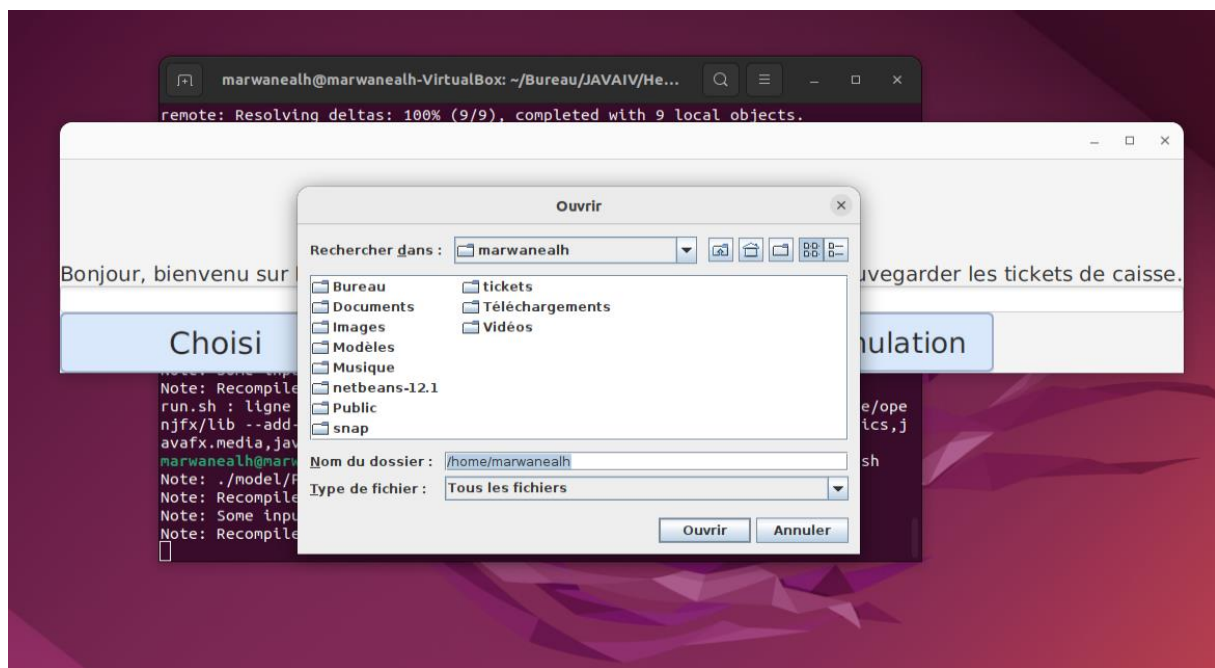 marwanealh@marwanealh-VirtualBox: ~/Bureau/JAVAIV/He...
remote: Resolving deltas: 100% (9/9), completed with 9 local objects.
Ouvrir
Rechercher dans : marwanealh
Bonjour, bienvenu sur
uvegarder les tickets de caisse.
Bureau
Documents
Images
Modèles
Musique
netbeans-12.1
Public
snap
tickets
Téléchargements
Vidéos
Choisi
ulation
Nom du dossier : /home/marwanealh
Type de fichier : Tous les fichiers
Ouvrir Annuler
Note: Recompile
run.sh : ligne e/ope
njfx/lib --add- ics,j
avafx.media,jav
marwanealh@marw sh
Note: ./model/
Note: Recompile
Note: Some inpu
Note: Recompile